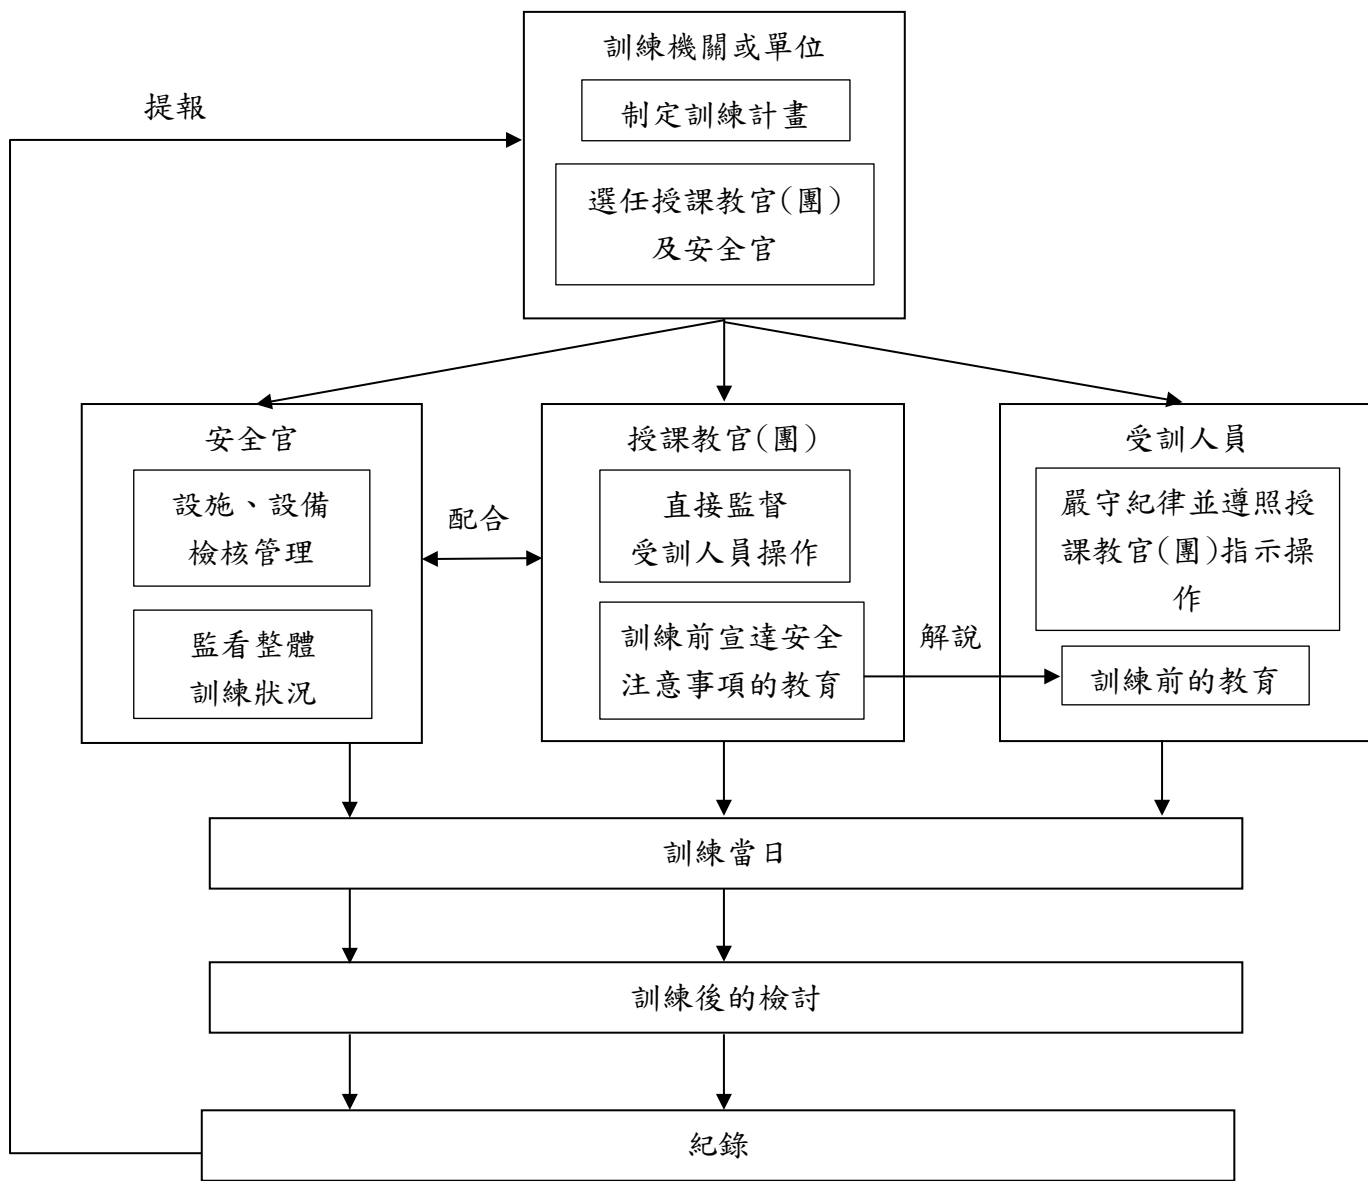 訓練機關或單位
制定訓練計畫
提報
選任授課教官(團)
及安全官
安全官
設施、設備
檢核管理
監看整體
訓練狀況
配合
授課教官(團)
直接監督
受訓人員操作
訓練前宣達安全
注意事項的教育
解說
受訓人員
嚴守紀律並遵照授
課教官(團)指示操
作
訓練前的教育
訓練當日
訓練後的檢討
紀錄